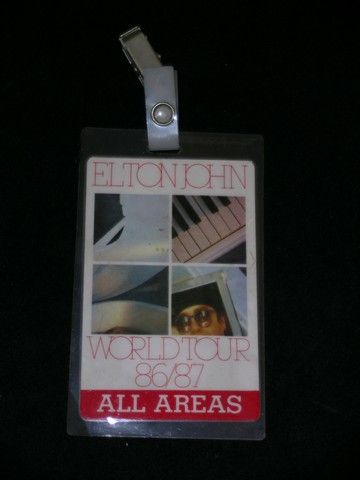 ELTON JOHN
WORLD TOUR
86/87
ALL AREAS